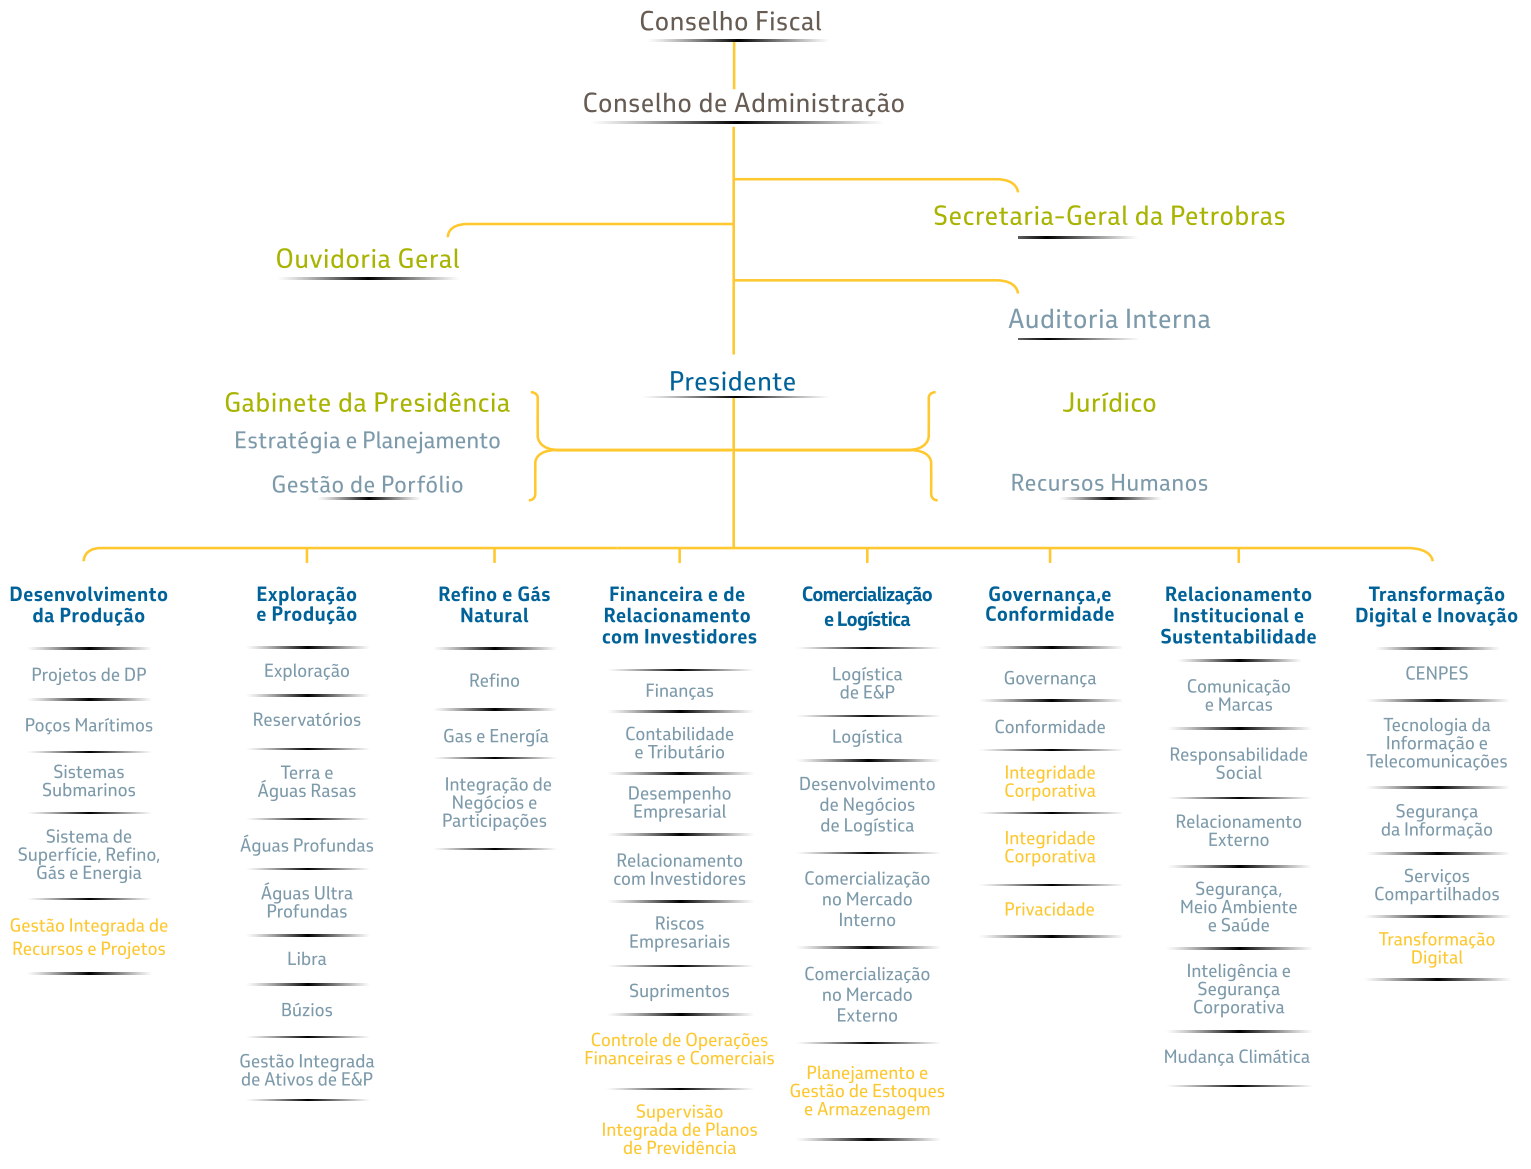 Conselho Fiscal
Conselho de Administração
Secretaria-Geral da Petrobras
Ouvidoria Geral
Auditoria Interna
Presidente
Gabinete da Presidência
Estratégia e Planejamento
Gestão de Porfólio
Jurídico
Recursos Humanos
Desenvolvimento
da Produção
Projetos de DP
Poços Marítimos
Sistemas
Submarinos
Sistema de
Superfície, Refino,
Gás e Energia
Gestão Integrada de
Recursos e Projetos
Exploração
e Produção
Exploração
Reservatórios
Terra e
Águas Rasas
Águas Profundas
Águas Ultra
Profundas
Libra
Búzios
Gestão Integrada
de Ativos de E&P
Refino e Gás
Natural
Refino
Gas e Energía
Integração de
Negócios e
Participações
Financeira e de
Relacionamento
com Investidores
Finanças
Contabilidade
e Tributário
Desempenho
Empresarial
Relacionamento
com Investidores
Riscos
Empresariais
Suprimentos
Controle de Operações
Financeiras e Comerciais
Supervisão
Integrada de Planos
de Previdência
Comercialização
e Logística
Logística
de E&P
Logística
Desenvolvimento
de Negócios
de Logística
Comercialização
no Mercado
Interno
Comercialização
no Mercado
Externo
Planejamento e
Gestão de Estoques
e Armazenagem
Governança,e
Conformidade
Governança
Conformidade
Integridade
Corporativa
Integridade
Corporativa
Privacidade
Relacionamento
Institucional e
Sustentabilidade
Comunicação
e Marcas
Responsabilidade
Social
Relacionamento
Externo
Segurança,
Meio Ambiente
e Saúde
Inteligência e
Segurança
Corporativa
Mudança Climática
Transformação
Digital e Inovação
CENPES
Tecnologia da
Informação e
Telecomunicações
Segurança
da Informação
Serviços
Compartilhados
Transformação
Digital